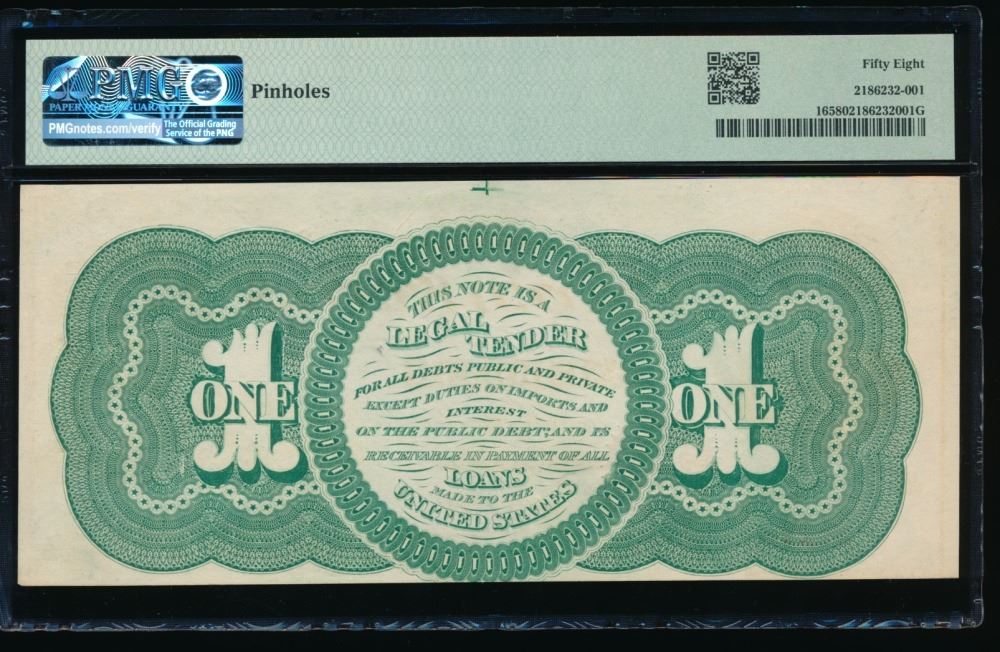 PMG
PAPER MONEY GUARANTY
PMGnotes.com/verify
The Official Grading
Service of the PNG
Pinholes
Fifty Eight
2186232-001
165802186232001G
THIS NOTE IS A
LEGAL
TENDER
FOR ALL DEBTS PUBLIC AND PRIVATE
EXCEPT DUTIES ON IMPORTS AND
INTEREST
ON THE PUBLIC DEBT; AND IS
RECEIVABLE IN PAYMENT OF ALL
LOANS
MADE TO THE
UNITED STATES
1
ONE
1
ONE